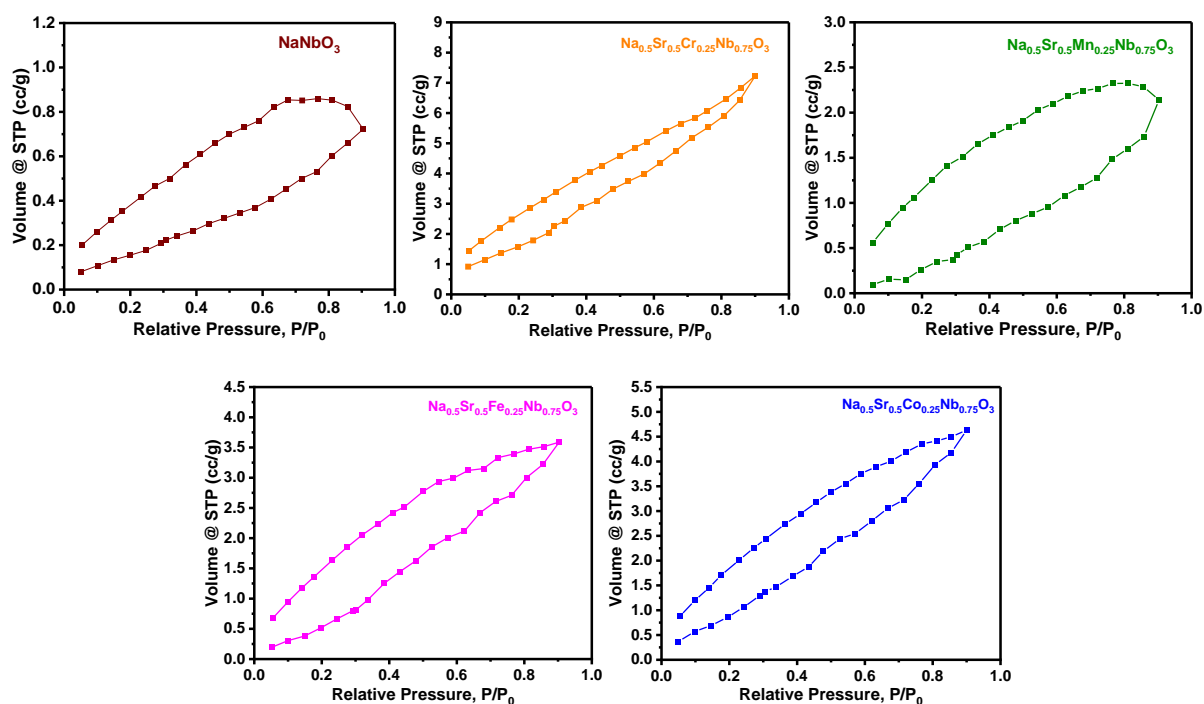 NaNbO₃
Volume @ STP (cc/g)
1.2
1.0
0.8
0.6
0.4
0.2
0.0
0.0 0.2 0.4 0.6 0.8 1.0
Relative Pressure, P/P₀
Na₀.₅Sr₀.₅Cr₀.₂₅Nb₀.₇₅O₃
Volume @ STP (cc/g)
9
8
7
6
5
4
3
2
1
0
0.0 0.2 0.4 0.6 0.8 1.0
Relative Pressure, P/P₀
Na₀.₅Sr₀.₅Mn₀.₂₅Nb₀.₇₅O₃
Volume @ STP (cc/g)
3.0
2.5
2.0
1.5
1.0
0.5
0.0
0.0 0.2 0.4 0.6 0.8 1.0
Relative Pressure, P/P₀
Na₀.₅Sr₀.₅Fe₀.₂₅Nb₀.₇₅O₃
Volume @ STP (cc/g)
4.5
4.0
3.5
3.0
2.5
2.0
1.5
1.0
0.5
0.0
0.0 0.2 0.4 0.6 0.8 1.0
Relative Pressure, P/P₀
Na₀.₅Sr₀.₅Co₀.₂₅Nb₀.₇₅O₃
Volume @ STP (cc/g)
5.5
5.0
4.5
4.0
3.5
3.0
2.5
2.0
1.5
1.0
0.5
0.0
0.0 0.2 0.4 0.6 0.8 1.0
Relative Pressure, P/P₀